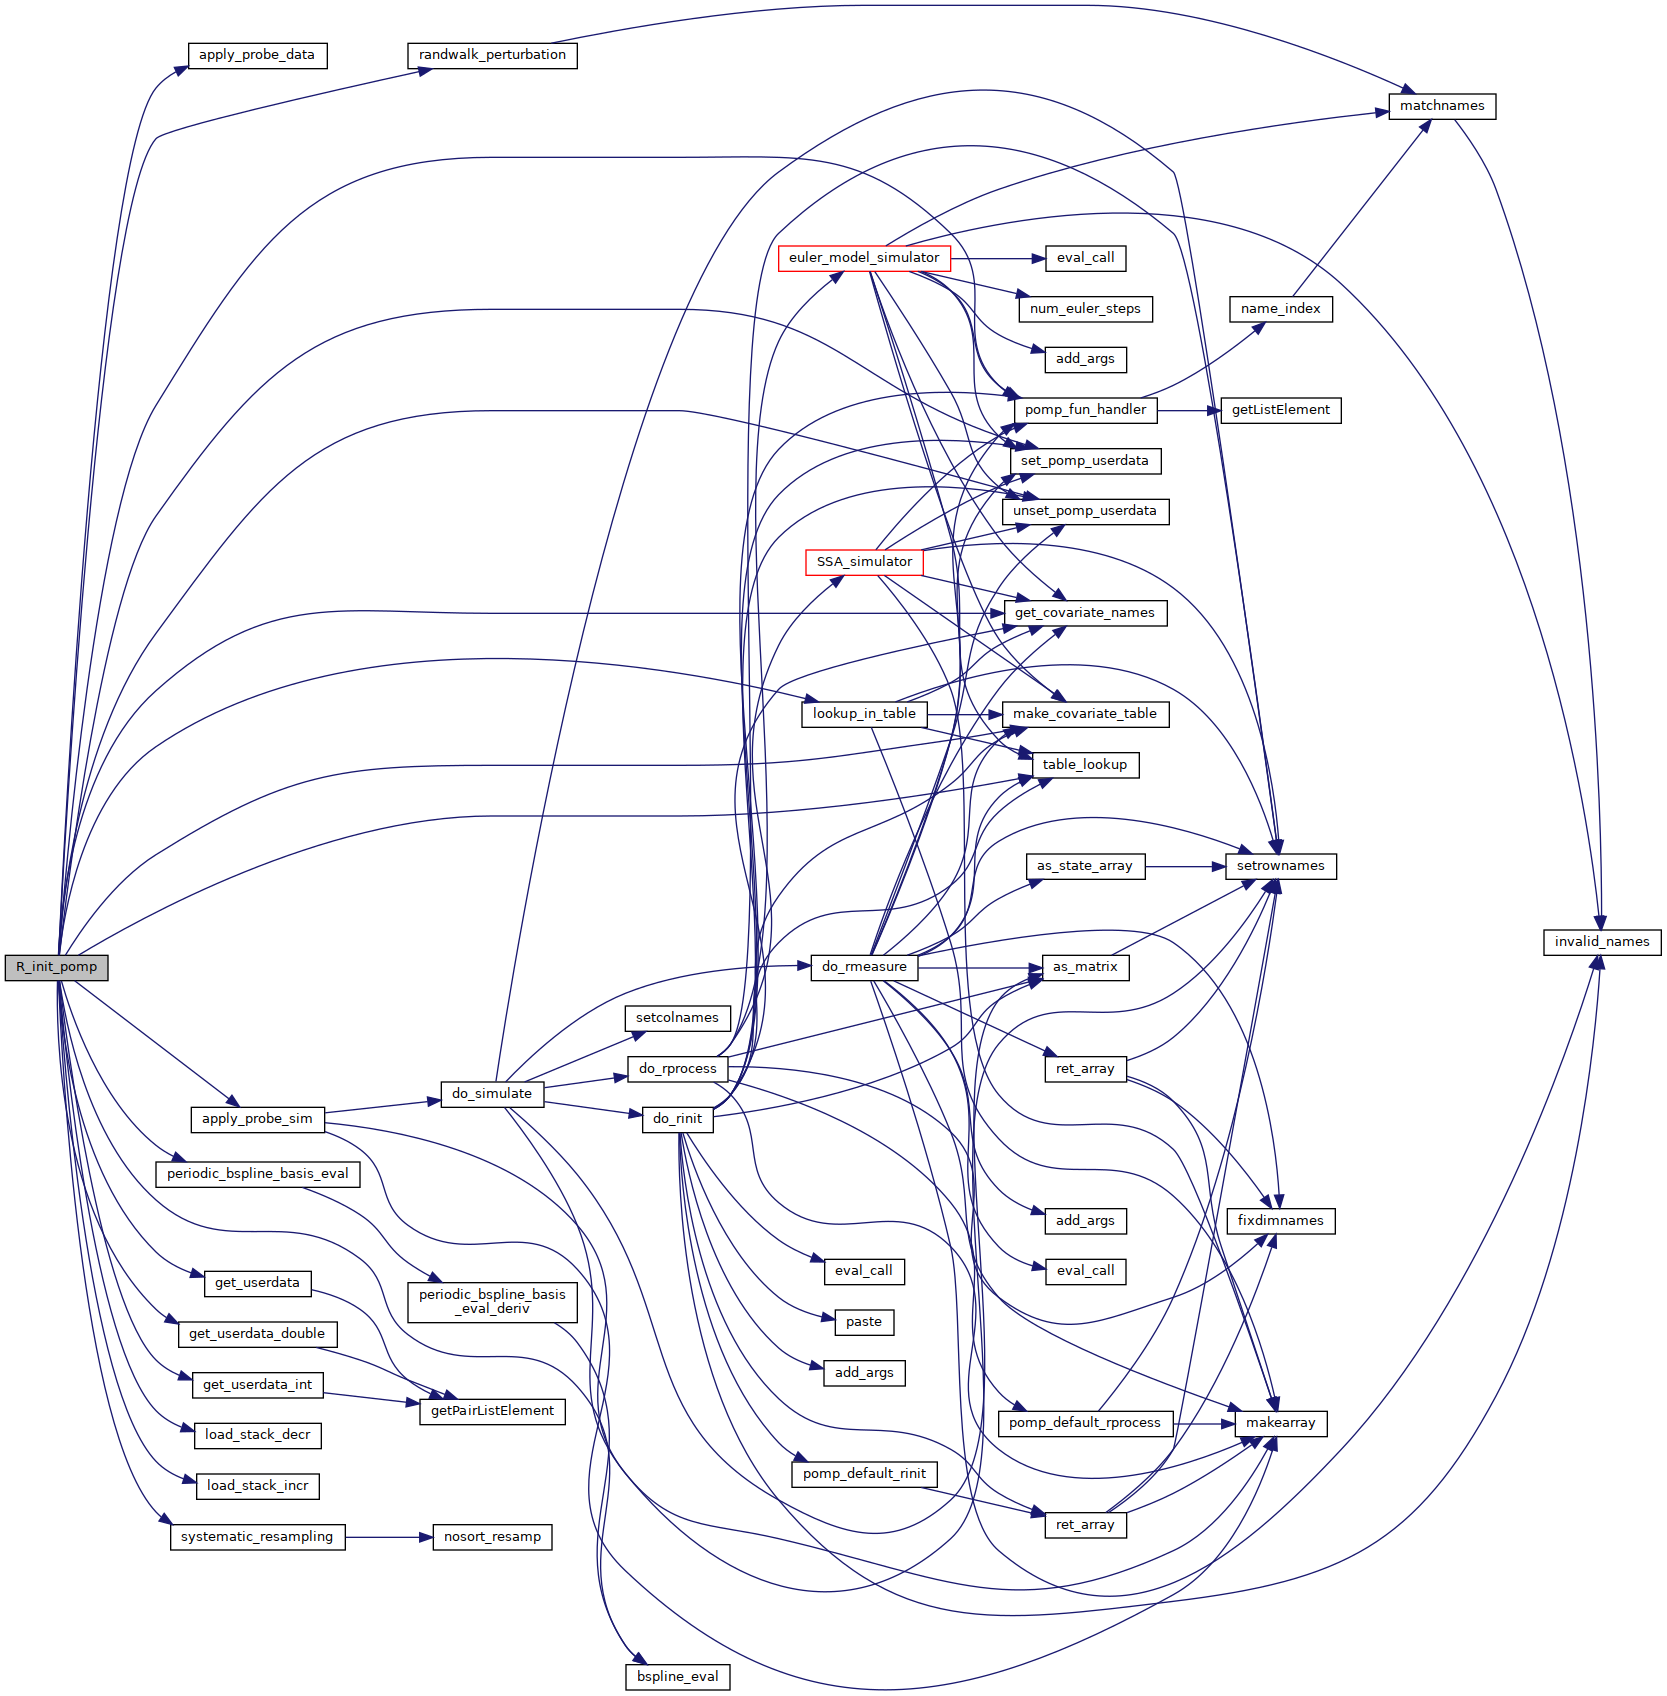 apply_probe_data
randwalk_perturbation
matchnames
euler_model_simulator
eval_call
num_euler_steps
name_index
add_args
pomp_fun_handler
getListElement
set_pomp_userdata
unset_pomp_userdata
SSA_simulator
get_covariate_names
lookup_in_table
make_covariate_table
table_lookup
as_state_array
setrownames
invalid_names
R_init_pomp
do_rmeasure
as_matrix
setcolnames
do_rprocess
ret_array
do_simulate
apply_probe_sim
do_rinit
periodic_bspline_basis_eval
add_args
fixdimnames
get_userdata
eval_call
eval_call
periodic_bspline_basis
_eval_deriv
get_userdata_double
paste
get_userdata_int
add_args
getPairListElement
pomp_default_rprocess
makearray
load_stack_decr
pomp_default_rinit
load_stack_incr
ret_array
systematic_resampling
nosort_resamp
bspline_eval